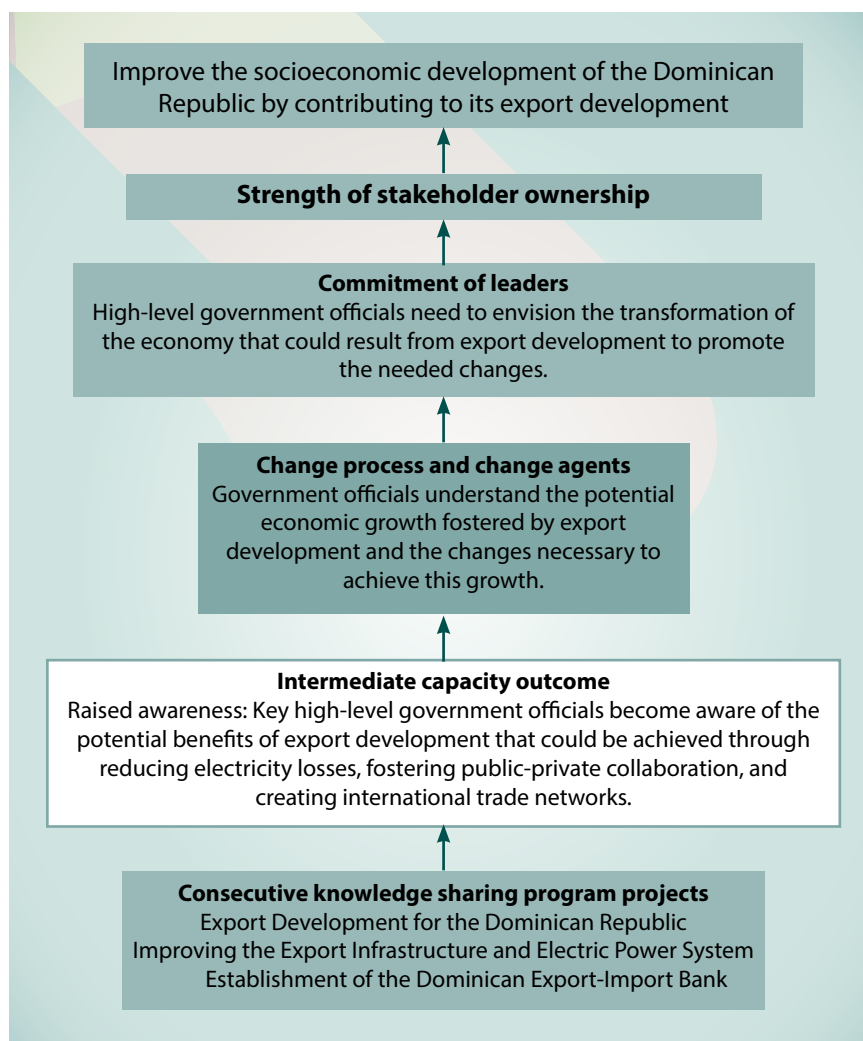 Improve the socioeconomic development of the Dominican
Republic by contributing to its export development
Strength of stakeholder ownership
Commitment of leaders
High-level government officials need to envision the transformation of
the economy that could result from export development to promote
the needed changes.
Change process and change agents
Government officials understand the potential
economic growth fostered by export
development and the changes necessary to
achieve this growth.
Intermediate capacity outcome
Raised awareness: Key high-level government officials become aware of the
potential benefits of export development that could be achieved through
reducing electricity losses, fostering public-private collaboration, and
creating international trade networks.
Consecutive knowledge sharing program projects
Export Development for the Dominican Republic
Improving the Export Infrastructure and Electric Power System
Establishment of the Dominican Export-Import Bank